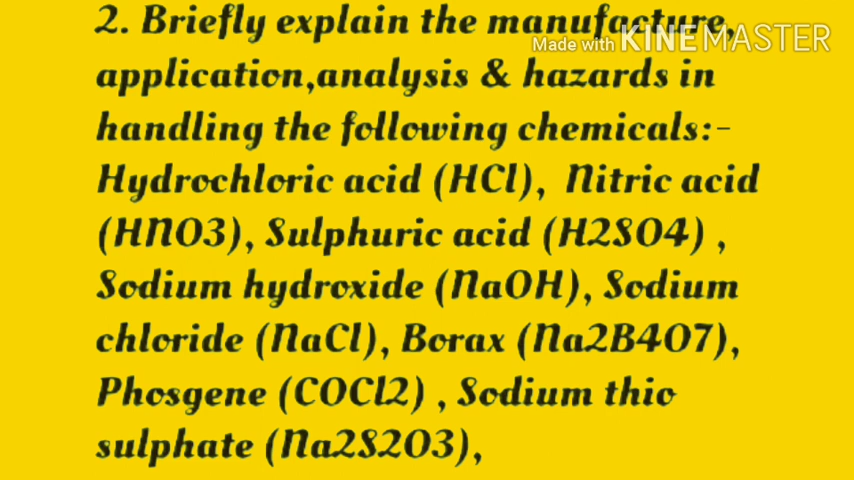 2. Briefly explain the manufacture,
Made with KINEMASTER
application,analysis & hazards in
handling the following chemicals:-
Hydrochloric acid (HCl), Nitric acid
(HNO3), Sulphuric acid (H2SO4) ,
Sodium hydroxide (NaOH), Sodium
chloride (NaCl), Borax (Na2B4O7),
Phosgene (COCl2) , Sodium thio
sulphate (Na2S2O3),